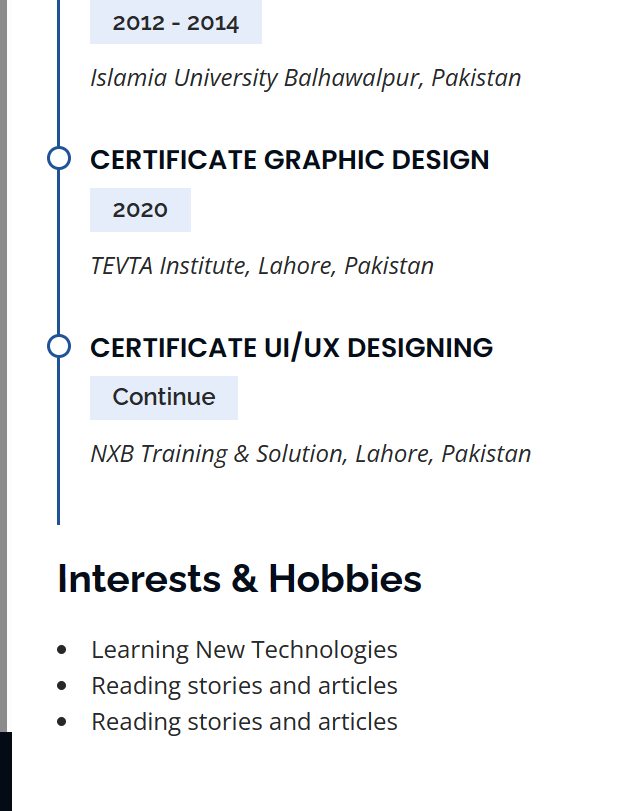 2012 - 2014
Islamia University Balhawalpur, Pakistan
CERTIFICATE GRAPHIC DESIGN
2020
TEVTA Institute, Lahore, Pakistan
CERTIFICATE UI/UX DESIGNING
Continue
NXB Training & Solution, Lahore, Pakistan
Interests & Hobbies
• Learning New Technologies
• Reading stories and articles
• Reading stories and articles